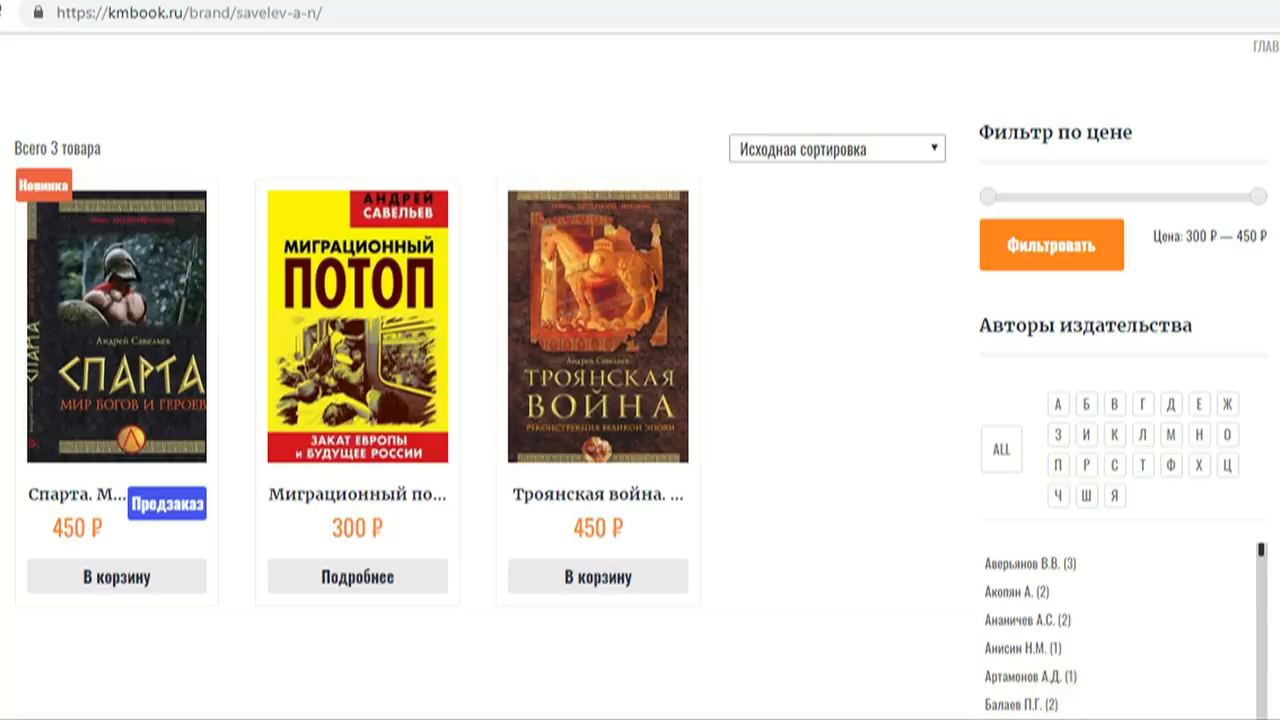 https://kmbook.ru/brand/savelev-a-n/
ГЛАВ
Всего 3 товара
Исходная сортировка
Новинка
Андрей Савельев
СПАРТА
МИР БОГОВ И ГЕРОЕВ
Спарта. М...
Предзаказ
450 ₽
В корзину
АНДРЕЙ
САВЕЛЬЕВ
МИГРАЦИОННЫЙ
ПОТОП
ЗАКАТ ЕВРОПЫ
и БУДУЩЕЕ РОССИИ
Миграционный по...
300 ₽
Подробнее
Андрей Савельев
ТРОЯНСКАЯ
ВОЙНА
РЕКОНСТРУКЦИЯ ВЕЛИКОЙ ЭПОХИ
Троянская война. ...
450 ₽
В корзину
Фильтр по цене
Фильтровать
Цена: 300 ₽ — 450 ₽
Авторы издательства
ALL
А Б В Г Д Е Ж
З И К Л М Н О
П Р С Т Ф Х Ц
Ч Ш Я
Аверьянов В.В. (3)
Акопян А. (2)
Ананичев А.С. (2)
Анисин Н.М. (1)
Артамонов А.Д. (1)
Балаев П.Г. (2)